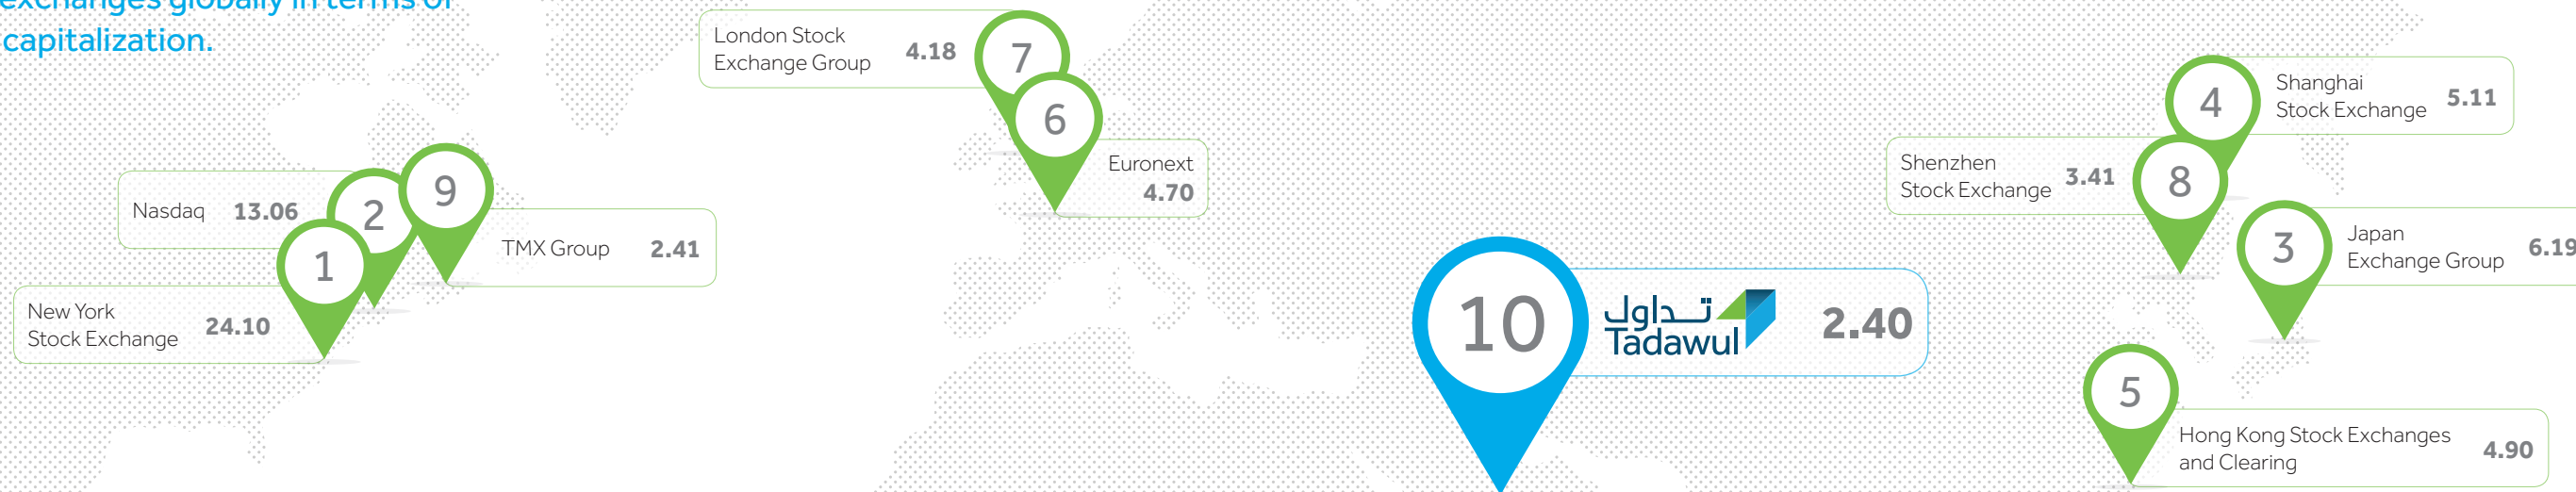 exchanges globally in terms of
capitalization.
London Stock
Exchange Group
4.18
7
6
Euronext
4.70
Nasdaq
13.06
2
9
TMX Group
2.41
1
New York
Stock Exchange
24.10
10
تداول
Tadawul
2.40
4
Shanghai
Stock Exchange
5.11
Shenzhen
Stock Exchange
3.41
8
3
Japan
Exchange Group
6.19
5
Hong Kong Stock Exchanges
and Clearing
4.90